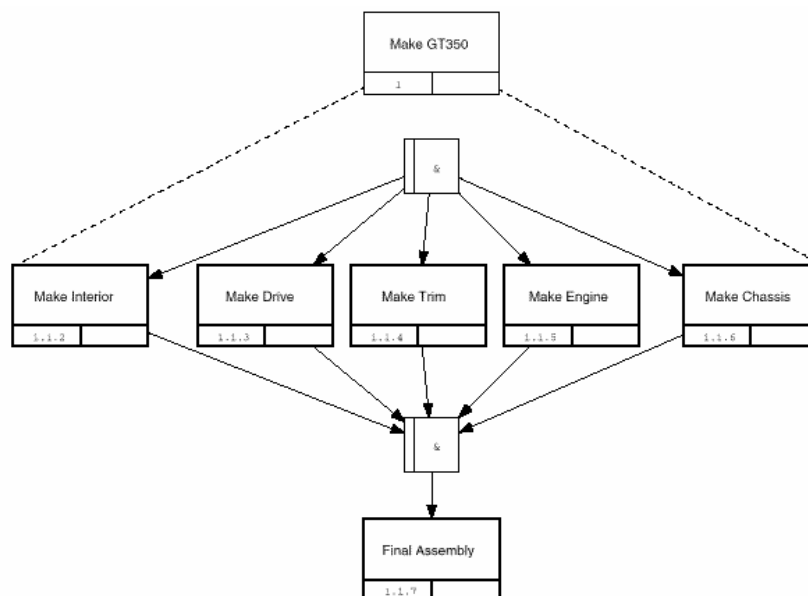 Make GT350
1
&
Make Interior
Make Drive
Make Trim
Make Engine
Make Chassis
1.1.2
1.1.3
1.1.4
1.1.5
1.1.6
&
Final Assembly
1.1.7